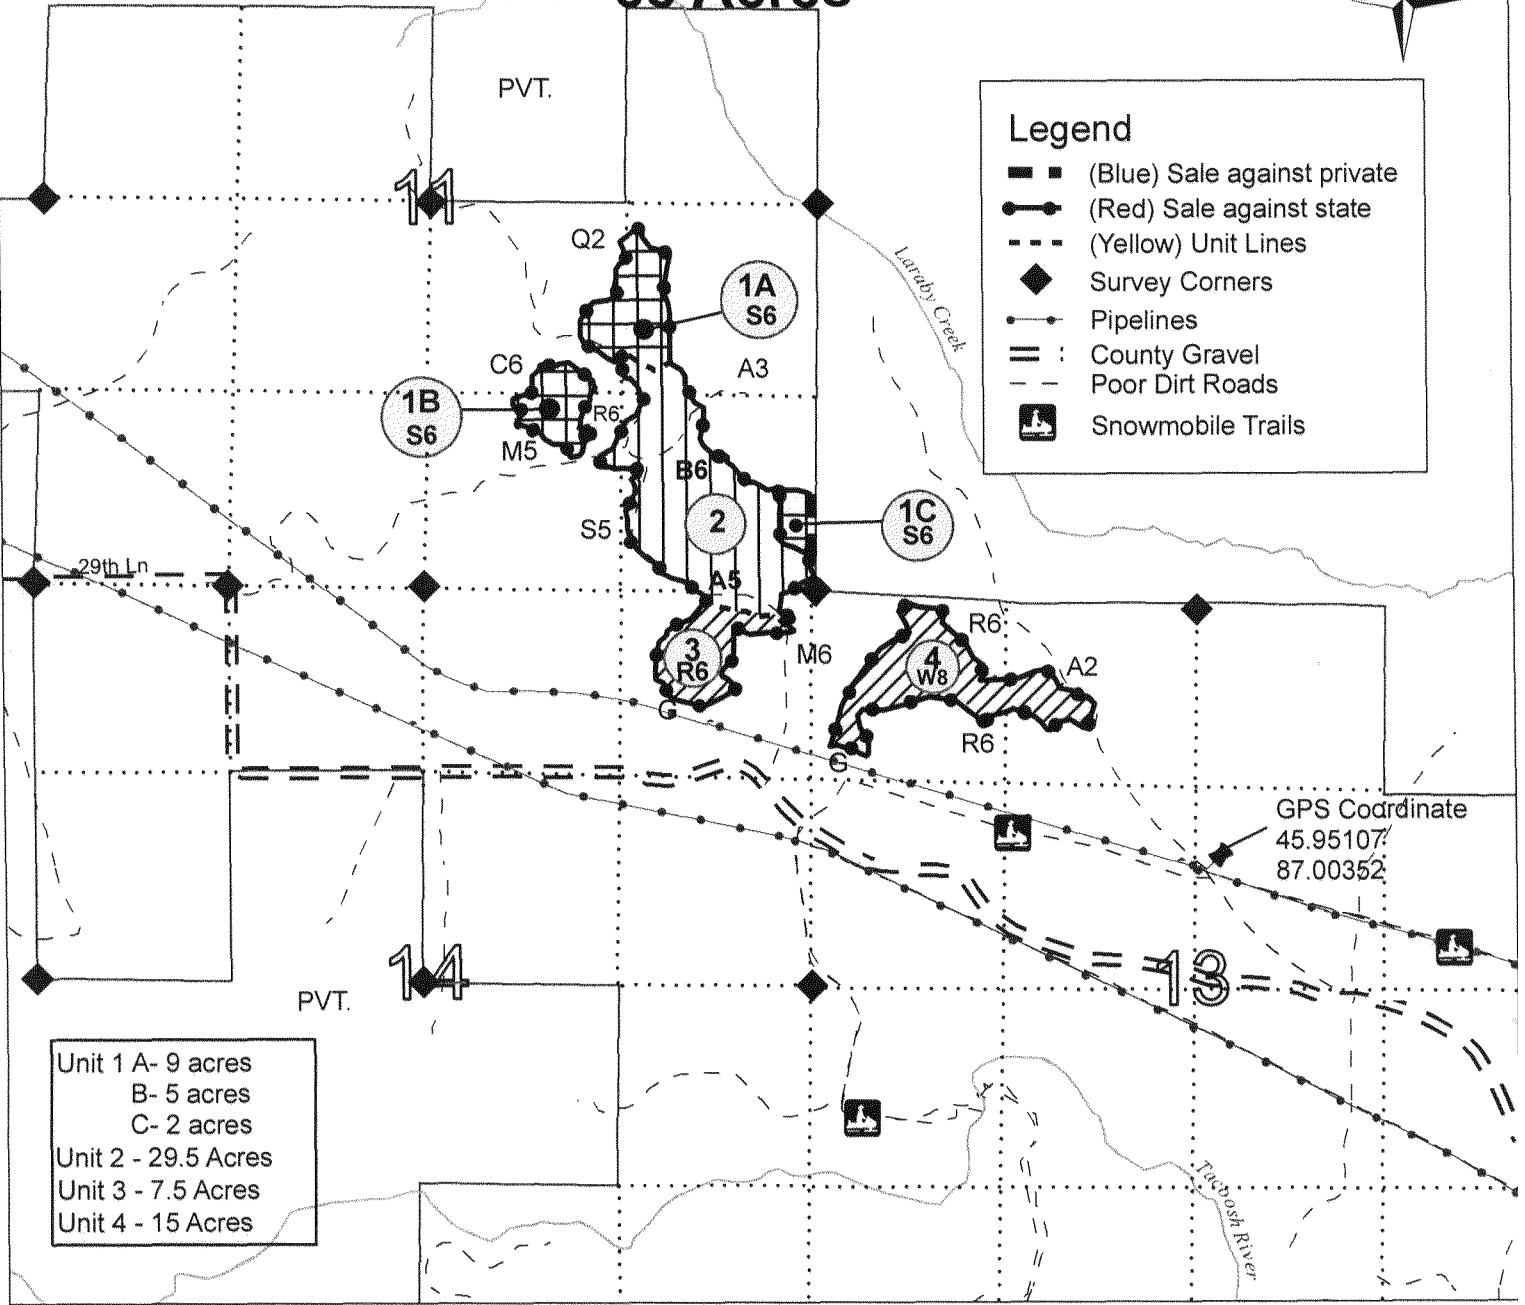 Acres
PVT.
Legend
(Blue) Sale against private
(Red) Sale against state
(Yellow) Unit Lines
Survey Corners
Pipelines
County Gravel
Poor Dirt Roads
Snowmobile Trails
11
Q2
1A
S6
Laraby Creek
C6
A3
1B
S6
R6
M5
B6
S5
2
1C
S6
29th Ln
A5
3
R6
M6
G
R6
4
W8
A2
R6
G
GPS Coordinate
45.95107
87.00352
14
13
PVT.
Unit 1 A- 9 acres
B- 5 acres
C- 2 acres
Unit 2 - 29.5 Acres
Unit 3 - 7.5 Acres
Unit 4 - 15 Acres
Tacoosh River